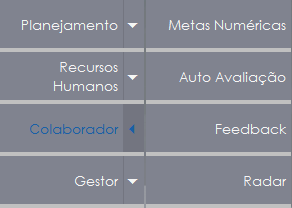 Planejamento
Recursos
Humanos
Colaborador
Gestor
Metas Numéricas
Auto Avaliação
Feedback
Radar